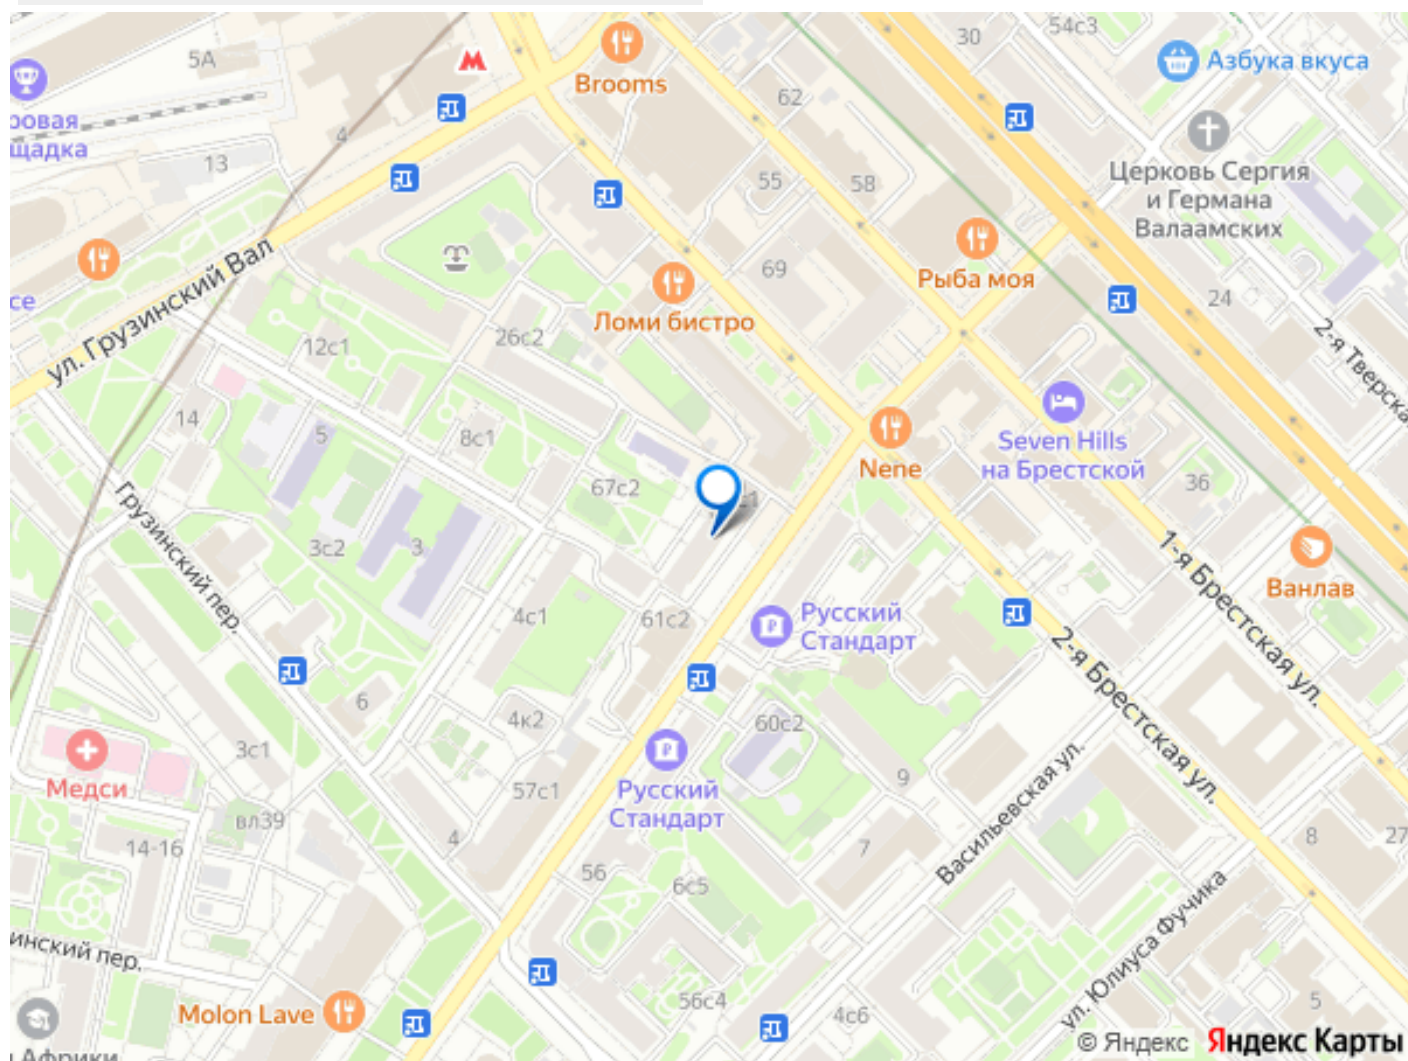 5А
Brooms
30
54с3
Азбука вкуса
62
ровая
щадка
4
13
55
58
Церковь Сергия
и Германа
Валаамских
ул. Грузинский Вал
69
Рыба моя
се
24
Ломи бистро
26с2
12с1
2-я Тверска
14
5
8с1
Nene
Seven Hills
на Брестской
36
67с2
с1
Грузинский пер.
3с2
3
1-я Брестская ул.
Ванлав
4с1
61с2
Русский
Стандарт
2-я Брестская ул.
6
4к2
60с2
3с1
Медси
57с1
Русский
Стандарт
9
Васильевская ул.
вл39
14-16
4
7
8
27
56
6с5
инский пер.
ул. Юлиуса Фучика
56с4
4с6
5
Molon Lave
и Африки
© Яндекс Яндекс Карты